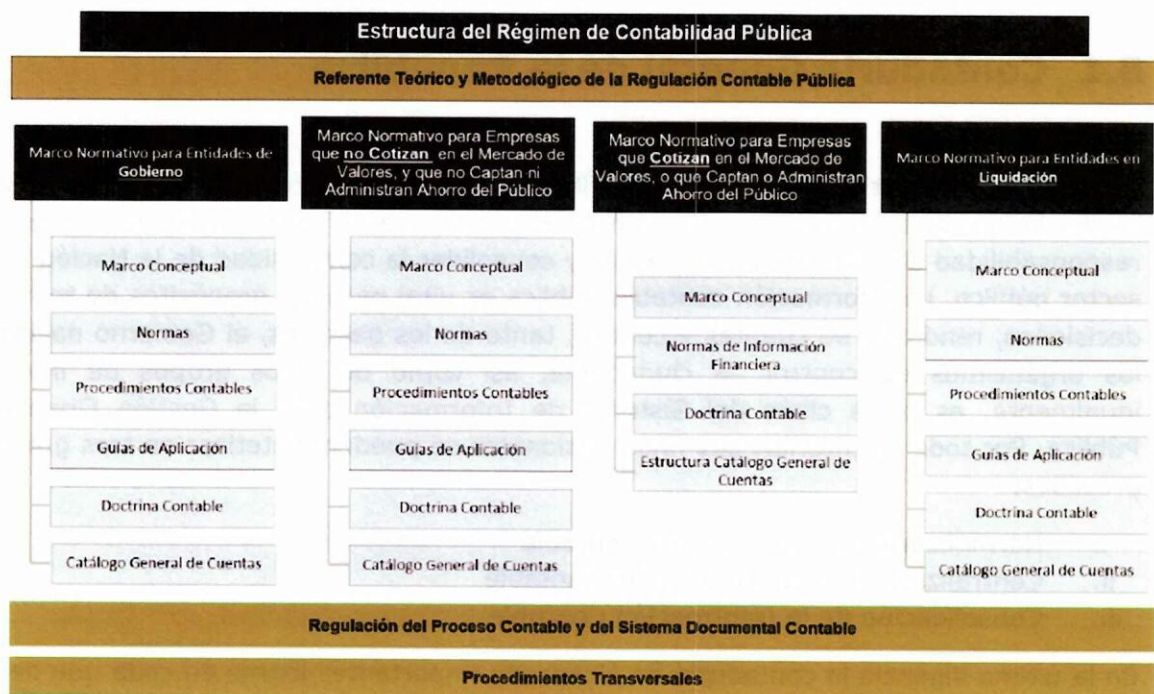 Estructura del Régimen de Contabilidad Pública
Referente Teórico y Metodológico de la Regulación Contable Pública
Marco Normativo para Entidades de
Gobierno
Marco Conceptual
Normas
Procedimientos Contables
Guías de Aplicación
Doctrina Contable
Catálogo General de Cuentas
Marco Normativo para Empresas
que no Cotizan en el Mercado de
Valores, y que no Captan ni
Administran Ahorro del Público
Marco Conceptual
Normas
Procedimientos Contables
Guías de Aplicación
Doctrina Contable
Catálogo General de Cuentas
Marco Normativo para Empresas
que Cotizan en el Mercado de
Valores, o que Captan o Administran
Ahorro del Público
Marco Conceptual
Normas de Información
Financiera
Doctrina Contable
Estructura Catálogo General de
Cuentas
Marco Normativo para Entidades en
Liquidación
Marco Conceptual
Normas
Procedimientos Contables
Guías de Aplicación
Doctrina Contable
Catálogo General de Cuentas
Regulación del Proceso Contable y del Sistema Documental Contable
Procedimientos Transversales